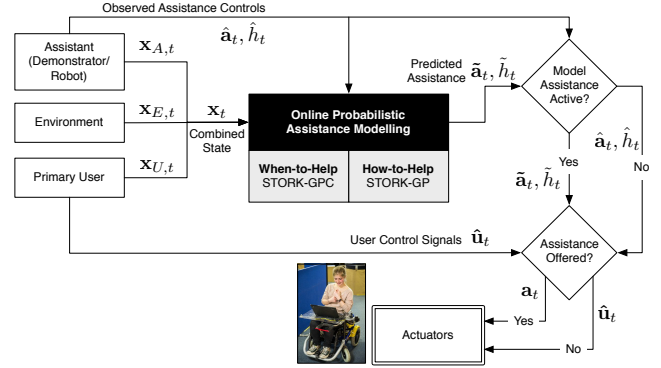 Observed Assistance Controls
â_t, ĥ_t
Assistant
(Demonstrator/
Robot)
x_{A,t}
Environment
x_{E,t}
Primary User
x_{U,t}
x_t
Combined
State
Online Probabilistic
Assistance Modelling
When-to-Help
STORK-GPC
How-to-Help
STORK-GP
Predicted
Assistance
ã_t, h̃_t
Model
Assistance
Active?
â_t, ĥ_t
Yes
No
ã_t, h̃_t
User Control Signals û_t
Assistance
Offered?
a_t
û_t
Yes
No
Actuators